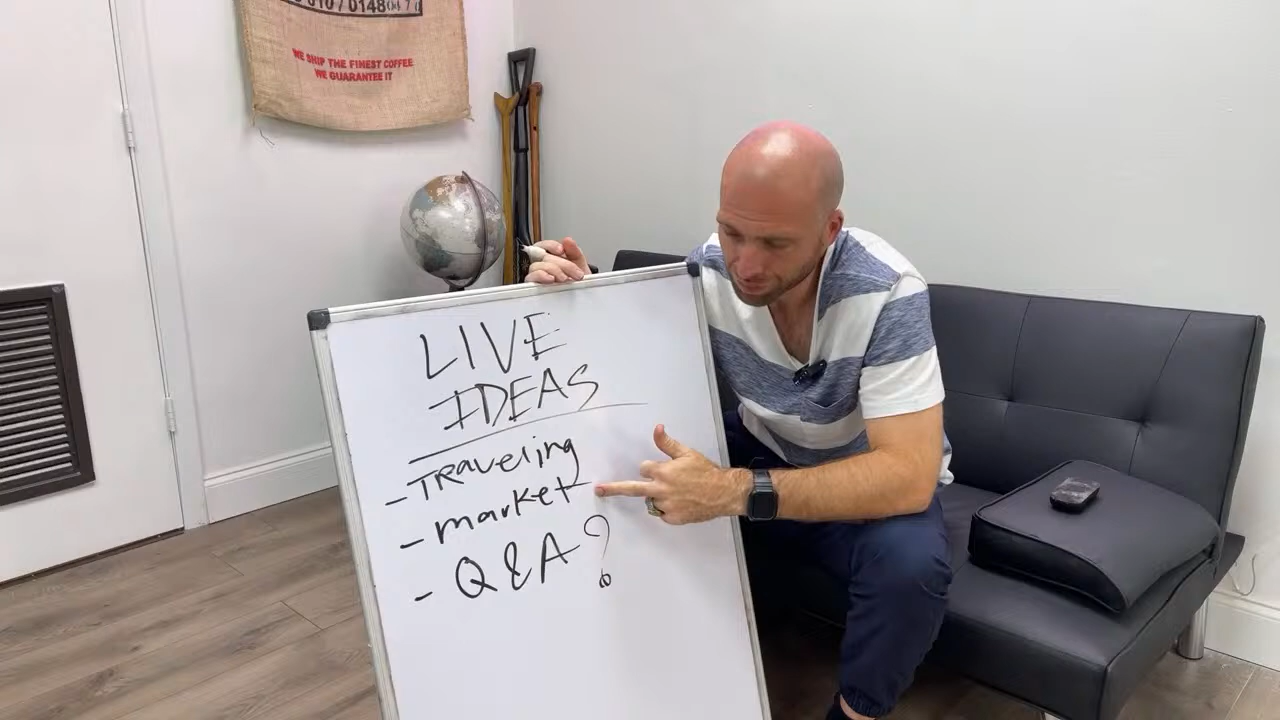 WE SHIP THE FINEST COFFEE
WE GUARANTEE IT
LIVE
IDEAS
- TRAVELING
- market
- Q&A?